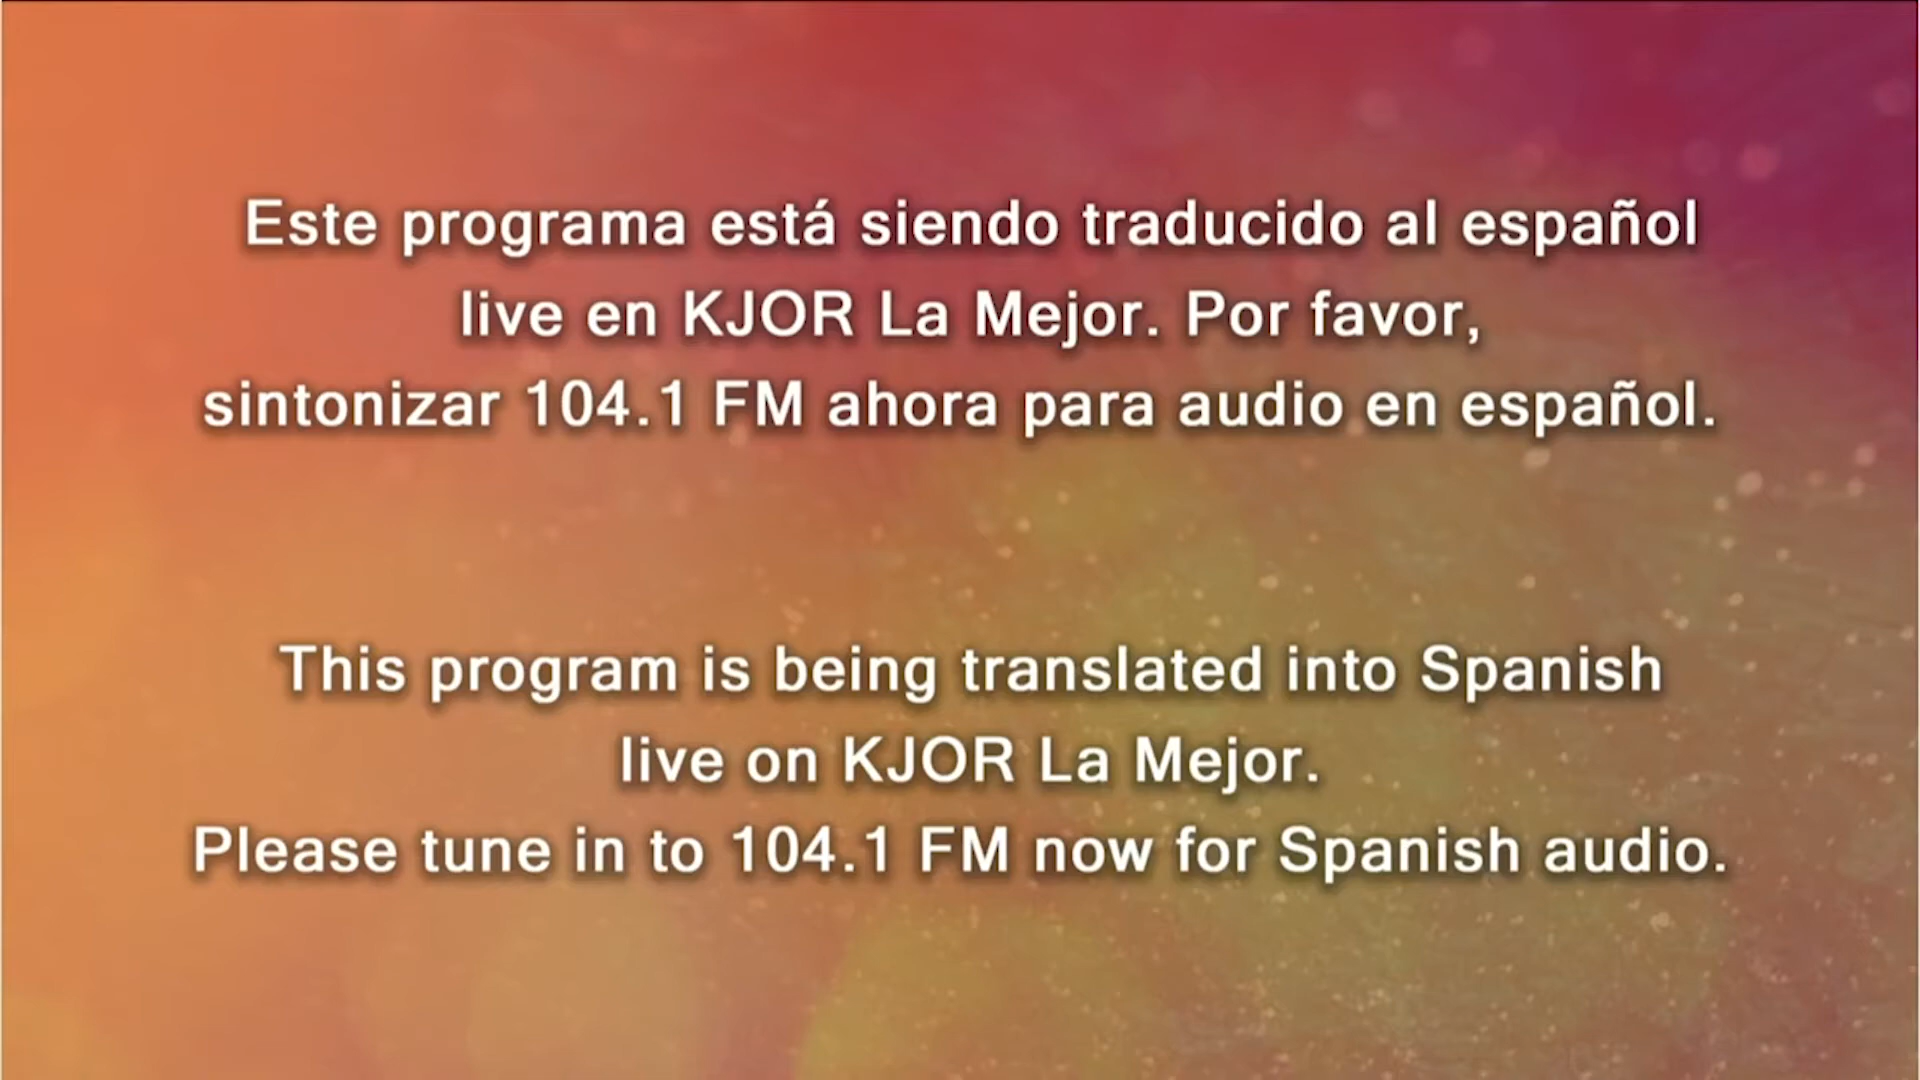 Este programa está siendo traducido al español
live en KJOR La Mejor. Por favor,
sintonizar 104.1 FM ahora para audio en español.
This program is being translated into Spanish
live on KJOR La Mejor.
Please tune in to 104.1 FM now for Spanish audio.